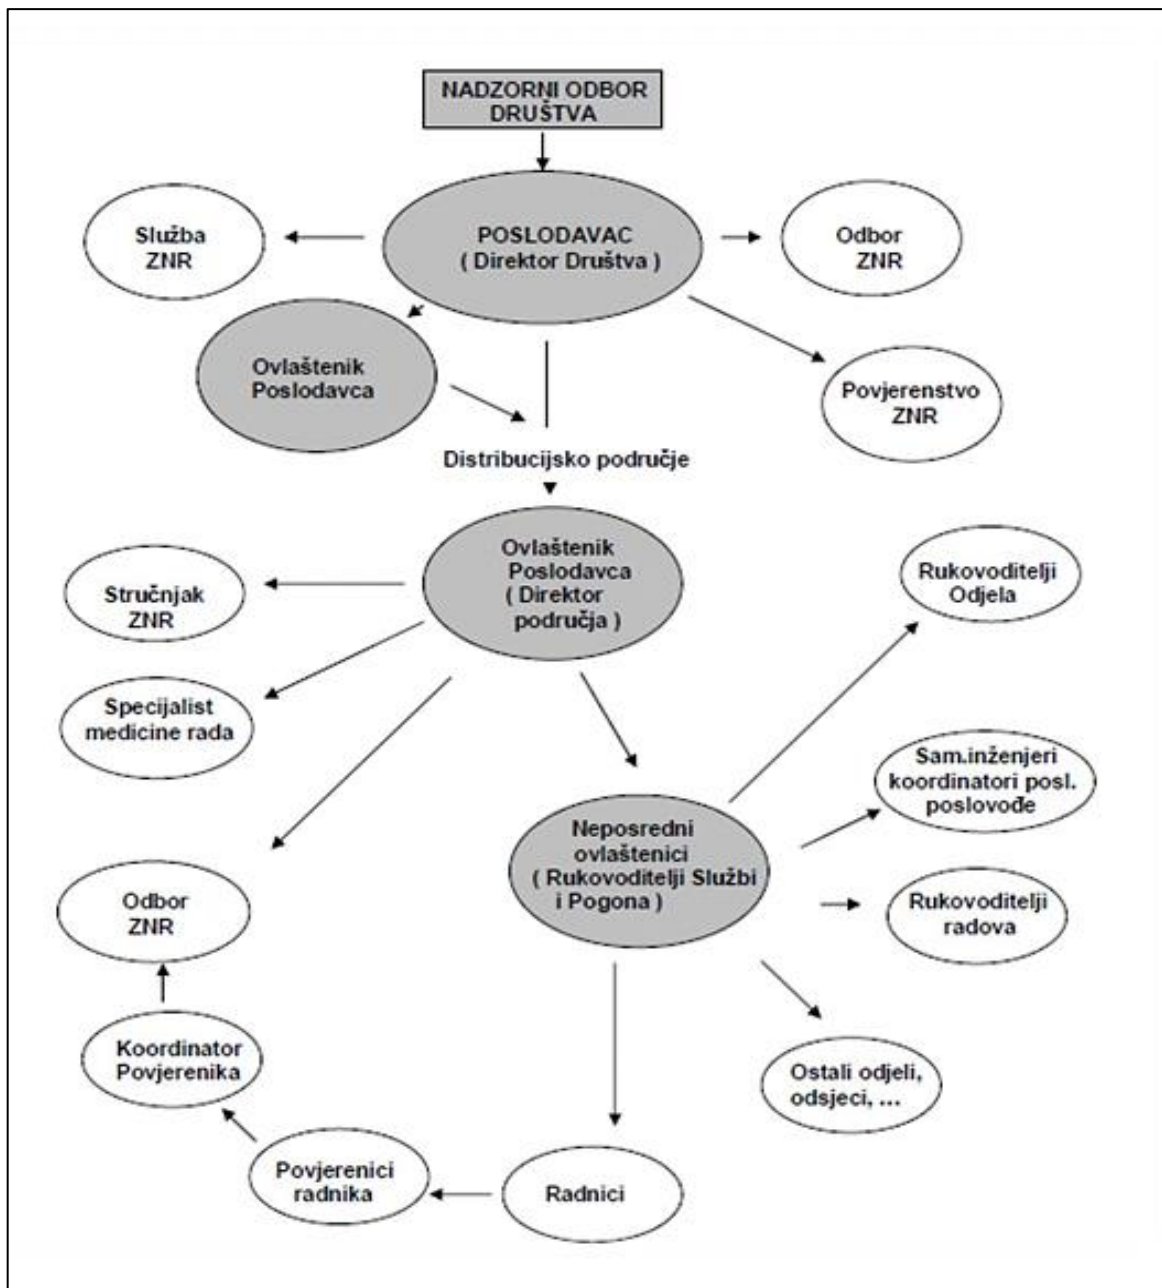 NADZORNI ODBOR
DRUŠTVA
Služba
ZNR
POSLODAVAC
( Direktor Društva )
Odbor
ZNR
Ovlaštenik
Poslodavca
Povjerenstvo
ZNR
Distribucijsko područje
Ovlaštenik
Poslodavca
( Direktor
područja )
Rukovoditelji
Odjela
Stručnjak
ZNR
Specijalist
medicine rada
Sam.inženjeri
koordinatori posl.
poslovođe
Neposredni
ovlaštenici
( Rukovoditelji Službi
i Pogona )
Odbor
ZNR
Rukovoditelji
radova
Koordinator
Povjerenika
Ostali odjeli,
odsjeci, ...
Povjerenici
radnika
Radnici